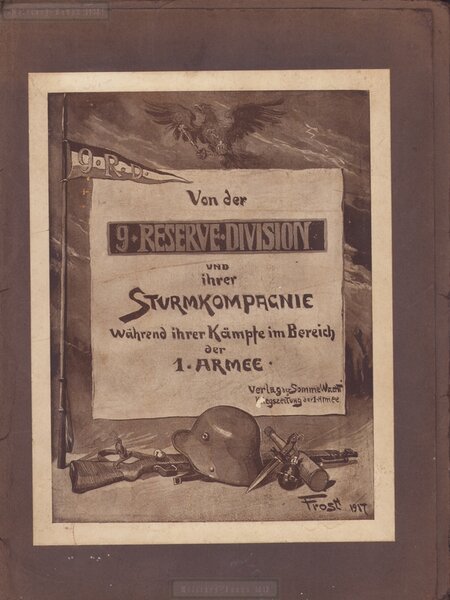 9. R. D.
Von der
9. RESERVE-DIVISION
UND
ihrer
STURMKOMPAGNIE
Während ihrer Kämpfe im Bereich
der
1. ARMEE.
Verlag der Somme Wacht
Kriegszeitung der 1. Armee
Frost 1917